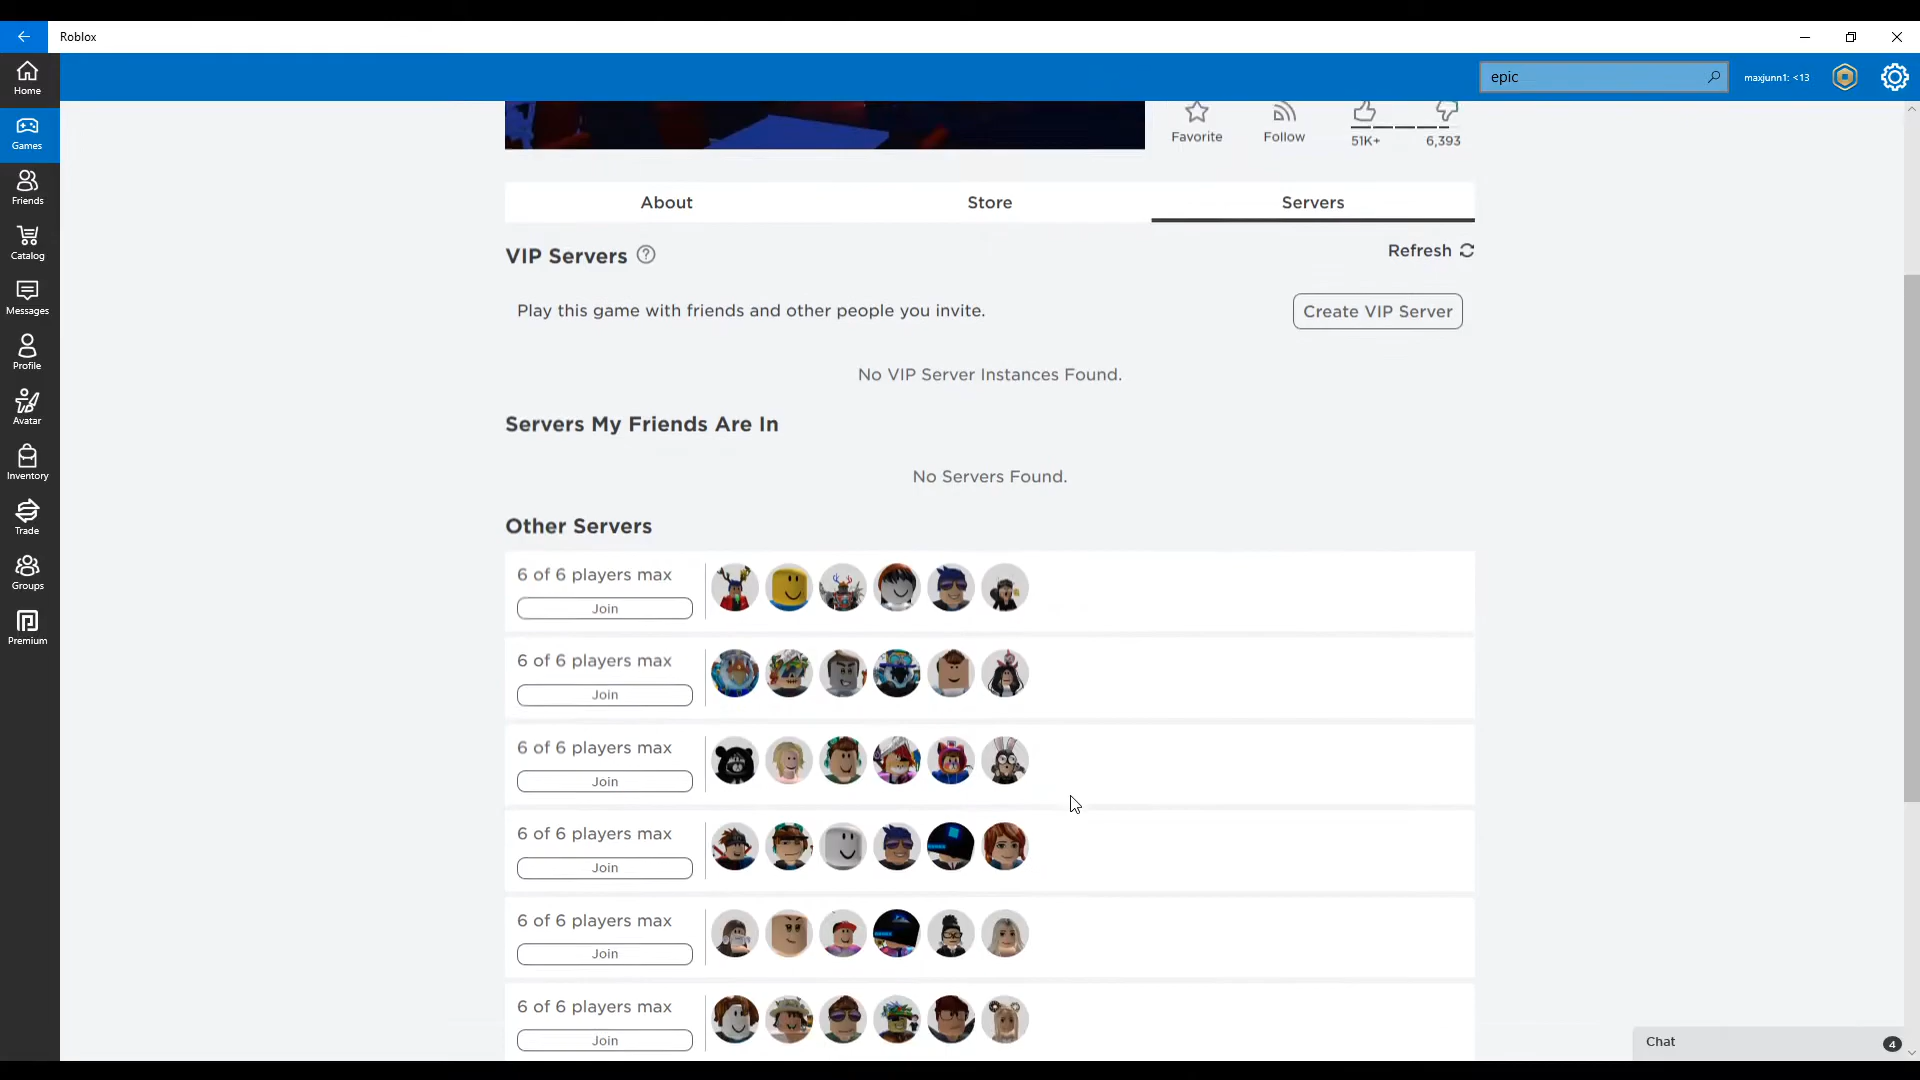 Roblox
Home
epic
maxjunn1: <13
Games
Favorite
Follow
51K+
6,393
Friends
About
Store
Servers
Catalog
VIP Servers
Refresh
Messages
Play this game with friends and other people you invite.
Create VIP Server
Profile
No VIP Server Instances Found.
Avatar
Servers My Friends Are In
Inventory
No Servers Found.
Trade
Other Servers
Groups
6 of 6 players max
Join
Premium
6 of 6 players max
Join
6 of 6 players max
Join
6 of 6 players max
Join
6 of 6 players max
Join
6 of 6 players max
Join
Chat
4